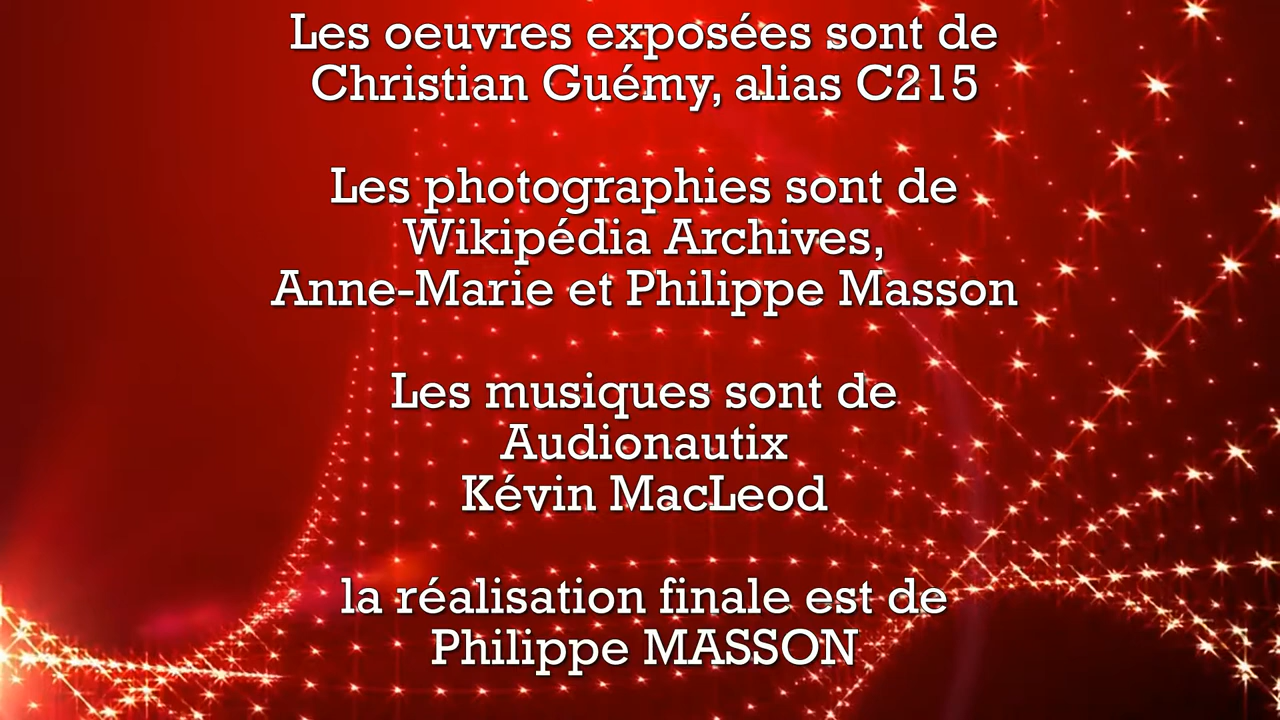 Les oeuvres exposées sont de
Christian Guémy, alias C215
Les photographies sont de
Wikipédia Archives,
Anne-Marie et Philippe Masson
Les musiques sont de
Audionautix
Kévin MacLeod
la réalisation finale est de
Philippe MASSON